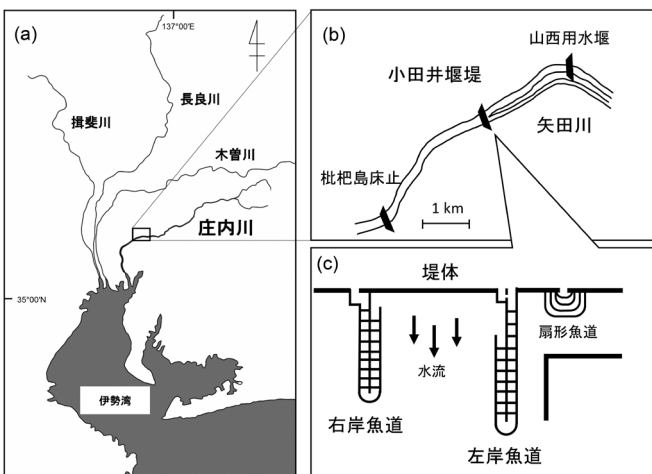 (a)
137°00'E
揖斐川
長良川
木曽川
庄内川
35°00'N
伊勢湾
(b)
山西用水堰
小田井堰堤
矢田川
枇杷島床止
1 km
(c)
堤体
扇形魚道
水流
右岸魚道
左岸魚道